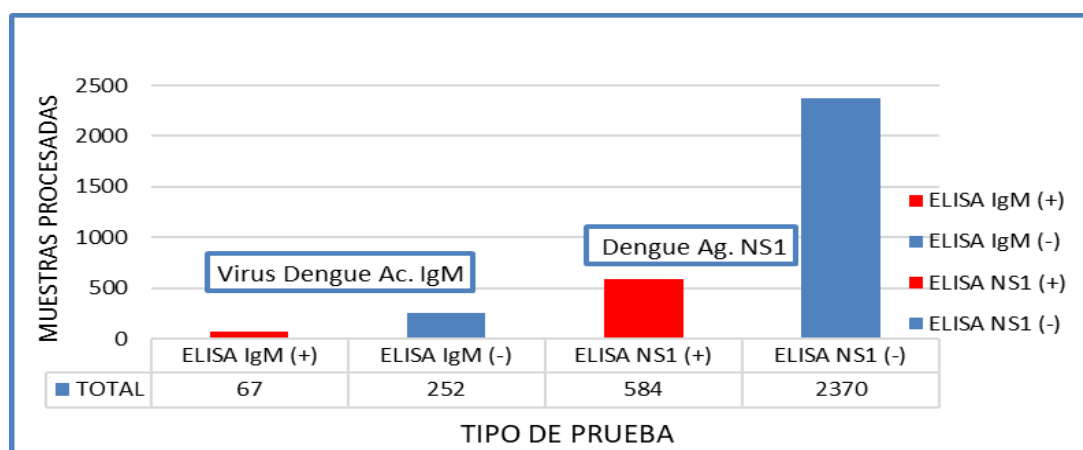 MUESTRAS PROCESADAS
2500
2000
1500
1000
500
0
Virus Dengue Ac. IgM
Dengue Ag. NS1
ELISA IgM (+)
ELISA IgM (-)
ELISA NS1 (+)
ELISA NS1 (-)
ELISA IgM (+) ELISA IgM (-) ELISA NS1 (+) ELISA NS1 (-)
TOTAL 67 252 584 2370
TIPO DE PRUEBA